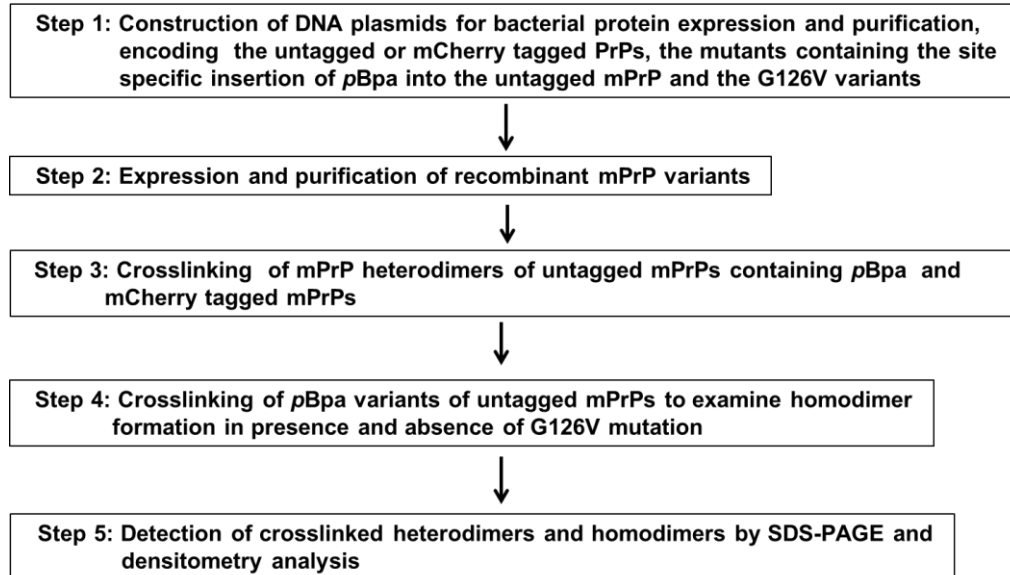 Step 1: Construction of DNA plasmids for bacterial protein expression and purification,
encoding the untagged or mCherry tagged PrPs, the mutants containing the site
specific insertion of pBpa into the untagged mPrP and the G126V variants
Step 2: Expression and purification of recombinant mPrP variants
Step 3: Crosslinking of mPrP heterodimers of untagged mPrPs containing pBpa and
mCherry tagged mPrPs
Step 4: Crosslinking of pBpa variants of untagged mPrPs to examine homodimer
formation in presence and absence of G126V mutation
Step 5: Detection of crosslinked heterodimers and homodimers by SDS-PAGE and
densitometry analysis